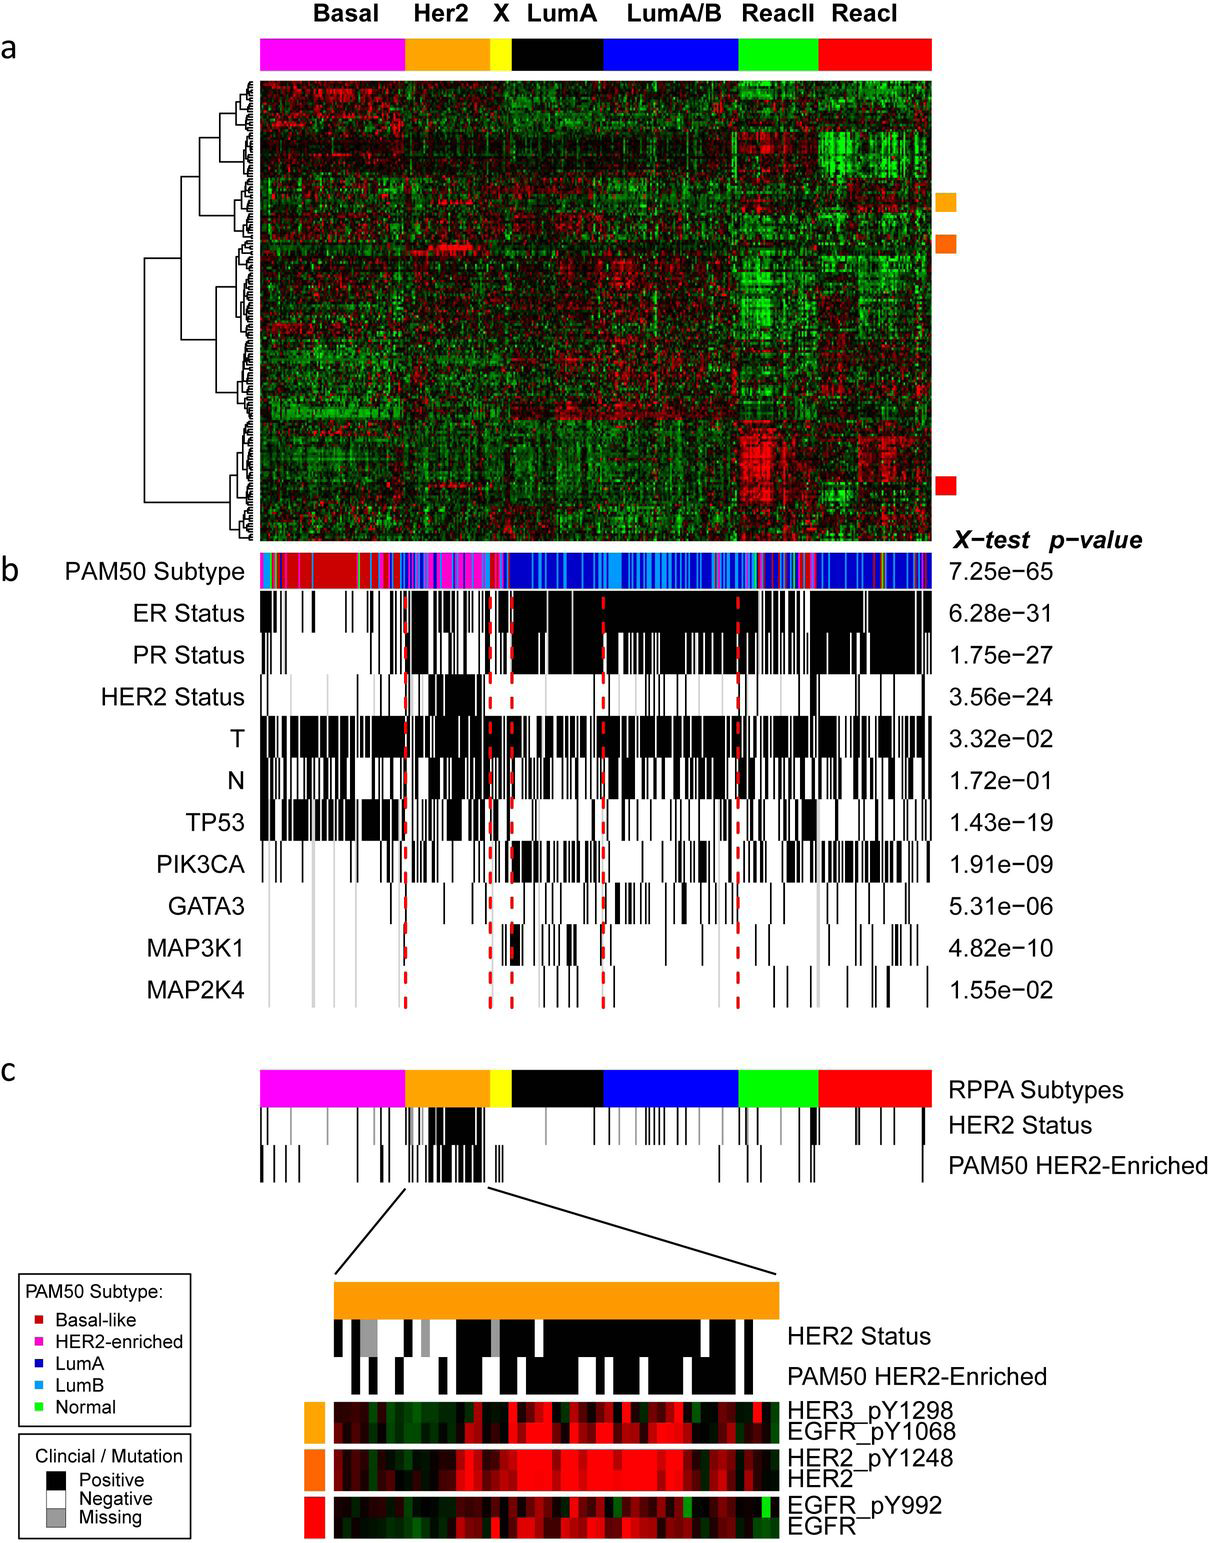 Basal Her2 X LumA LumA/B ReacII ReacI
a
X−test p−value
b
PAM50 Subtype 7.25e−65
ER Status 6.28e−31
PR Status 1.75e−27
HER2 Status 3.56e−24
T 3.32e−02
N 1.72e−01
TP53 1.43e−19
PIK3CA 1.91e−09
GATA3 5.31e−06
MAP3K1 4.82e−10
MAP2K4 1.55e−02
c
RPPA Subtypes
HER2 Status
PAM50 HER2-Enriched
PAM50 Subtype:
Basal-like
HER2-enriched
LumA
LumB
Normal
Clincial / Mutation
Positive
Negative
Missing
HER2 Status
PAM50 HER2-Enriched
HER3_pY1298
EGFR_pY1068
HER2_pY1248
HER2
EGFR_pY992
EGFR